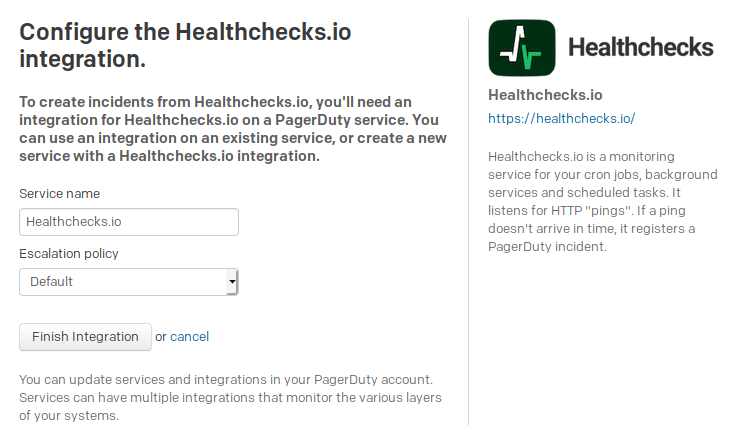 Configure the Healthchecks.io
integration.
To create incidents from Healthchecks.io, you'll need an
integration for Healthchecks.io on a PagerDuty service. You
can use an integration on an existing service, or create a new
service with a Healthchecks.io integration.
Service name
Healthchecks.io
Escalation policy
Default
Finish Integration or cancel
You can update services and integrations in your PagerDuty account.
Services can have multiple integrations that monitor the various layers
of your systems.
Healthchecks
Healthchecks.io
https://healthchecks.io/
Healthchecks.io is a monitoring
service for your cron jobs, background
services and scheduled tasks. It
listens for HTTP "pings". If a ping
doesn't arrive in time, it registers a
PagerDuty incident.